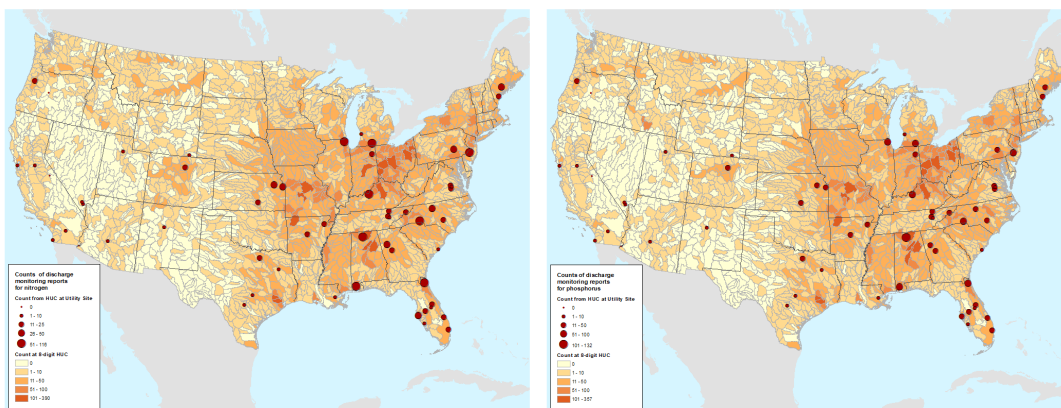 Counts of discharge
monitoring reports
for nitrogen
Count from HUC at Utility Site
0
1 - 10
11 - 25
26 - 50
51 - 116
Count at 8-digit HUC
0
1 - 10
11 - 50
51 - 100
101 - 390
Counts of discharge
monitoring reports
for phosphorus
Count from HUC at Utility Site
0
1 - 10
11 - 50
51 - 100
101 - 132
Count at 8-digit HUC
0
1 - 10
11 - 50
51 - 100
101 - 357